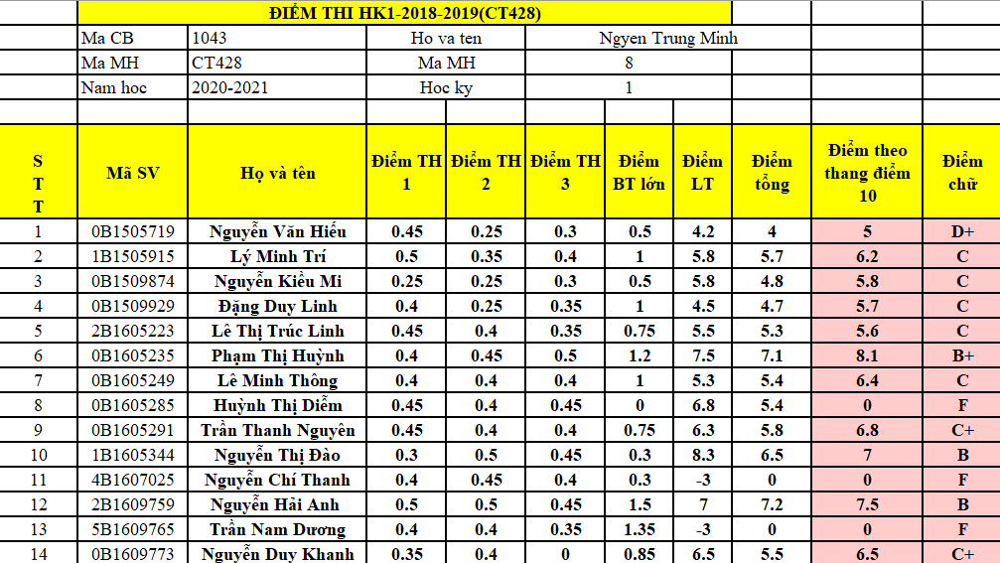 ĐIỂM THI HK1-2018-2019(CT428)
Ma CB 1043 Ho va ten Ngyen Trung Minh
Ma MH CT428 Ma MH 8
Nam hoc 2020-2021 Hoc ky 1
S T T Mã SV Họ và tên Điểm TH 1 Điểm TH 2 Điểm TH 3 Điểm BT lớn Điểm LT Điểm tổng Điểm theo thang điểm 10 Điểm chữ
1 0B1505719 Nguyễn Văn Hiếu 0.45 0.25 0.3 0.5 4.2 4 5 D+
2 1B1505915 Lý Minh Trí 0.5 0.35 0.4 1 5.8 5.7 6.2 C
3 0B1509874 Nguyễn Kiều Mi 0.25 0.25 0.3 0.5 5.8 4.8 5.8 C
4 0B1509929 Đặng Duy Linh 0.4 0.25 0.35 1 4.5 4.7 5.7 C
5 2B1605223 Lê Thị Trúc Linh 0.45 0.4 0.35 0.75 5.5 5.3 5.6 C
6 0B1605235 Phạm Thị Huỳnh 0.4 0.45 0.5 1.2 7.5 7.1 8.1 B+
7 0B1605249 Lê Minh Thông 0.4 0.4 0.4 1 5.3 5.4 6.4 C
8 0B1605285 Huỳnh Thị Diễm 0.45 0.4 0.45 0 6.8 5.4 0 F
9 0B1605291 Trần Thanh Nguyên 0.45 0.4 0.4 0.75 6.3 5.8 6.8 C+
10 1B1605344 Nguyễn Thị Đào 0.3 0.5 0.45 0.3 8.3 6.5 7 B
11 4B1607025 Nguyễn Chí Thanh 0.4 0.45 0.4 0.3 -3 0 0 F
12 2B1609759 Nguyễn Hải Anh 0.5 0.5 0.45 1.5 7 7.2 7.5 B
13 5B1609765 Trần Nam Dương 0.4 0.4 0.35 1.35 -3 0 0 F
14 0B1609773 Nguyễn Duy Khanh 0.35 0.4 0 0.85 6.5 5.5 6.5 C+